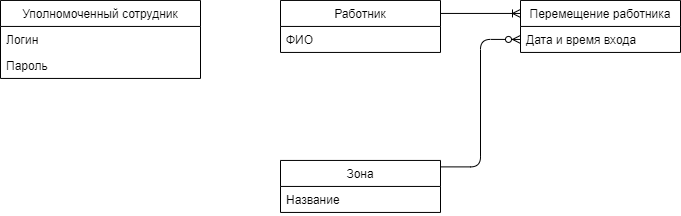 Уполномоченный сотрудник
Логин
Пароль
Работник
ФИО
Перемещение работника
Дата и время входа
Зона
Название